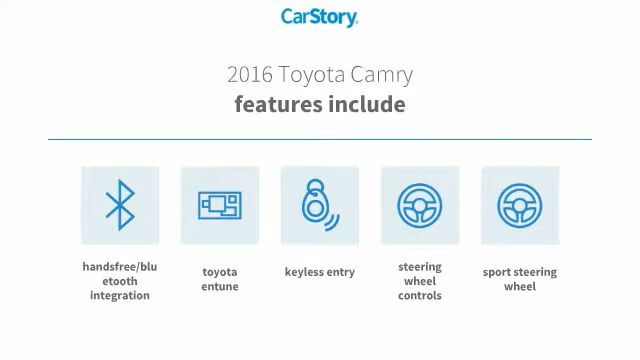 CarStory.
2016 Toyota Camry
features include
handsfree/blu
etooth
integration
toyota
entune
keyless entry
steering
wheel
controls
sport steering
wheel